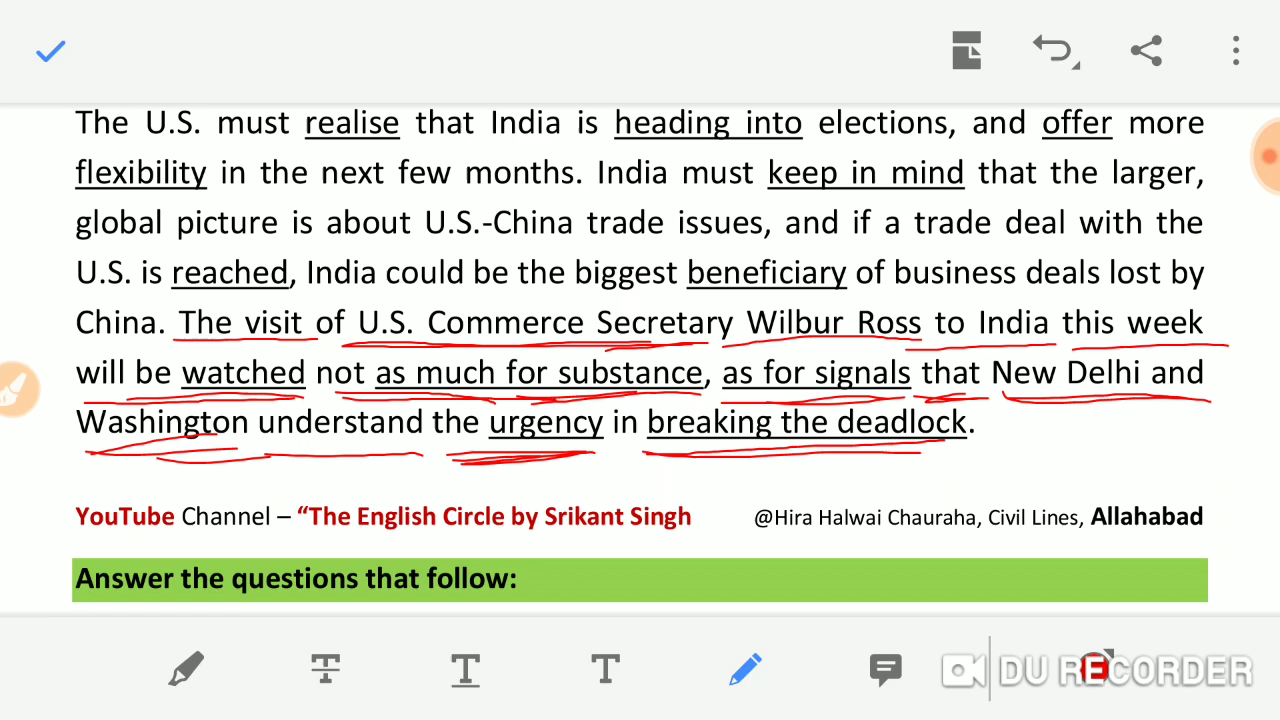 The U.S. must realise that India is heading into elections, and offer more
flexibility in the next few months. India must keep in mind that the larger,
global picture is about U.S.-China trade issues, and if a trade deal with the
U.S. is reached, India could be the biggest beneficiary of business deals lost by
China. The visit of U.S. Commerce Secretary Wilbur Ross to India this week
will be watched not as much for substance, as for signals that New Delhi and
Washington understand the urgency in breaking the deadlock.
YouTube Channel – “The English Circle by Srikant Singh @Hira Halwai Chauraha, Civil Lines, Allahabad
Answer the questions that follow:
T T T DU RECORDER